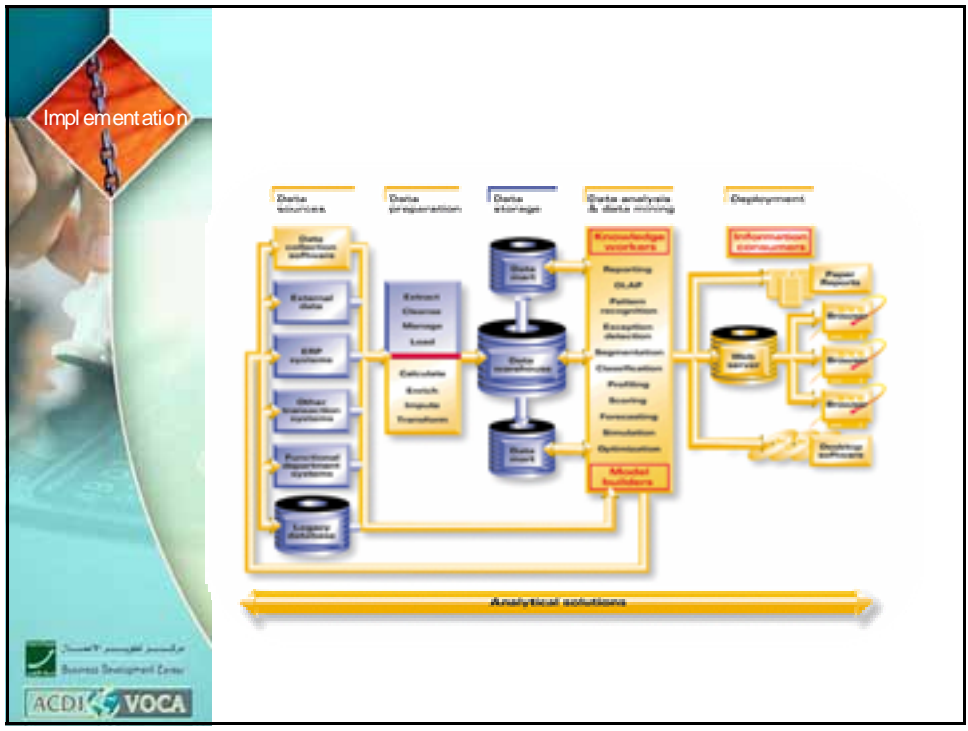 Implementation
Data
sources
Data
preparation
Data
storage
Data analysis
& data mining
Deployment
Data
collection
software
External
data
ERP
systems
Other
transaction
systems
Functional
department
systems
Legacy
database
Extract
Cleanse
Manage
Load
Calculate
Enrich
Impute
Transform
Data
mart
Data
warehouse
Data
mart
Knowledge
workers
Reporting
OLAP
Pattern
recognition
Exception
detection
Segmentation
Classification
Profiling
Scoring
Forecasting
Simulation
Optimization
Model
builders
Information
consumers
Paper
Reports
Web
server
Browser
Browser
Browser
Desktop
software
Analytical solutions
مركز تطوير الأعمال
Business Development Center
ACDI VOCA